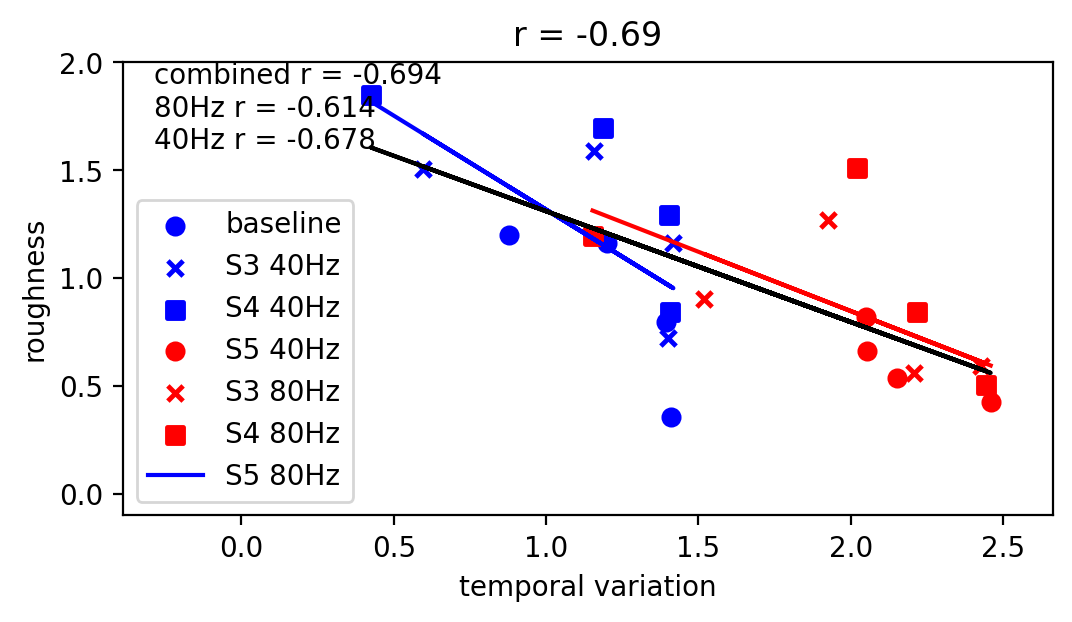 r = -0.69
combined r = -0.694
80Hz r = -0.614
40Hz r = -0.678
2.0
1.5
1.0
0.5
0.0
roughness
baseline
S3 40Hz
S4 40Hz
S5 40Hz
S3 80Hz
S4 80Hz
S5 80Hz
0.0 0.5 1.0 1.5 2.0 2.5
temporal variation